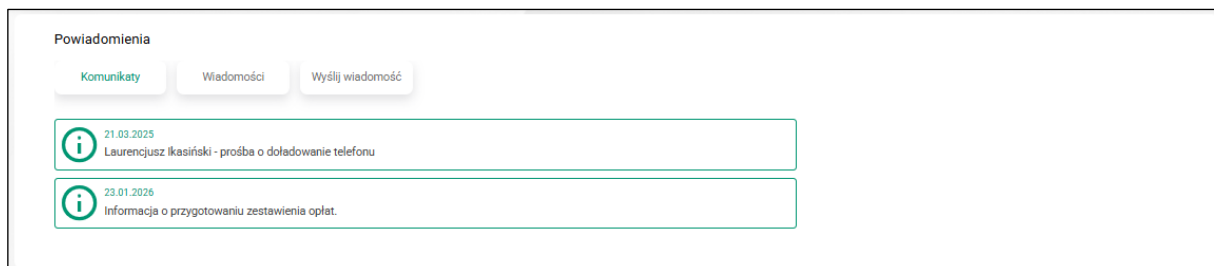 Powiadomienia
Komunikaty Wiadomości Wyślij wiadomość
21.03.2025
Laurencjusz Ikasiński - prośba o doładowanie telefonu
23.01.2026
Informacja o przygotowaniu zestawienia opłat.